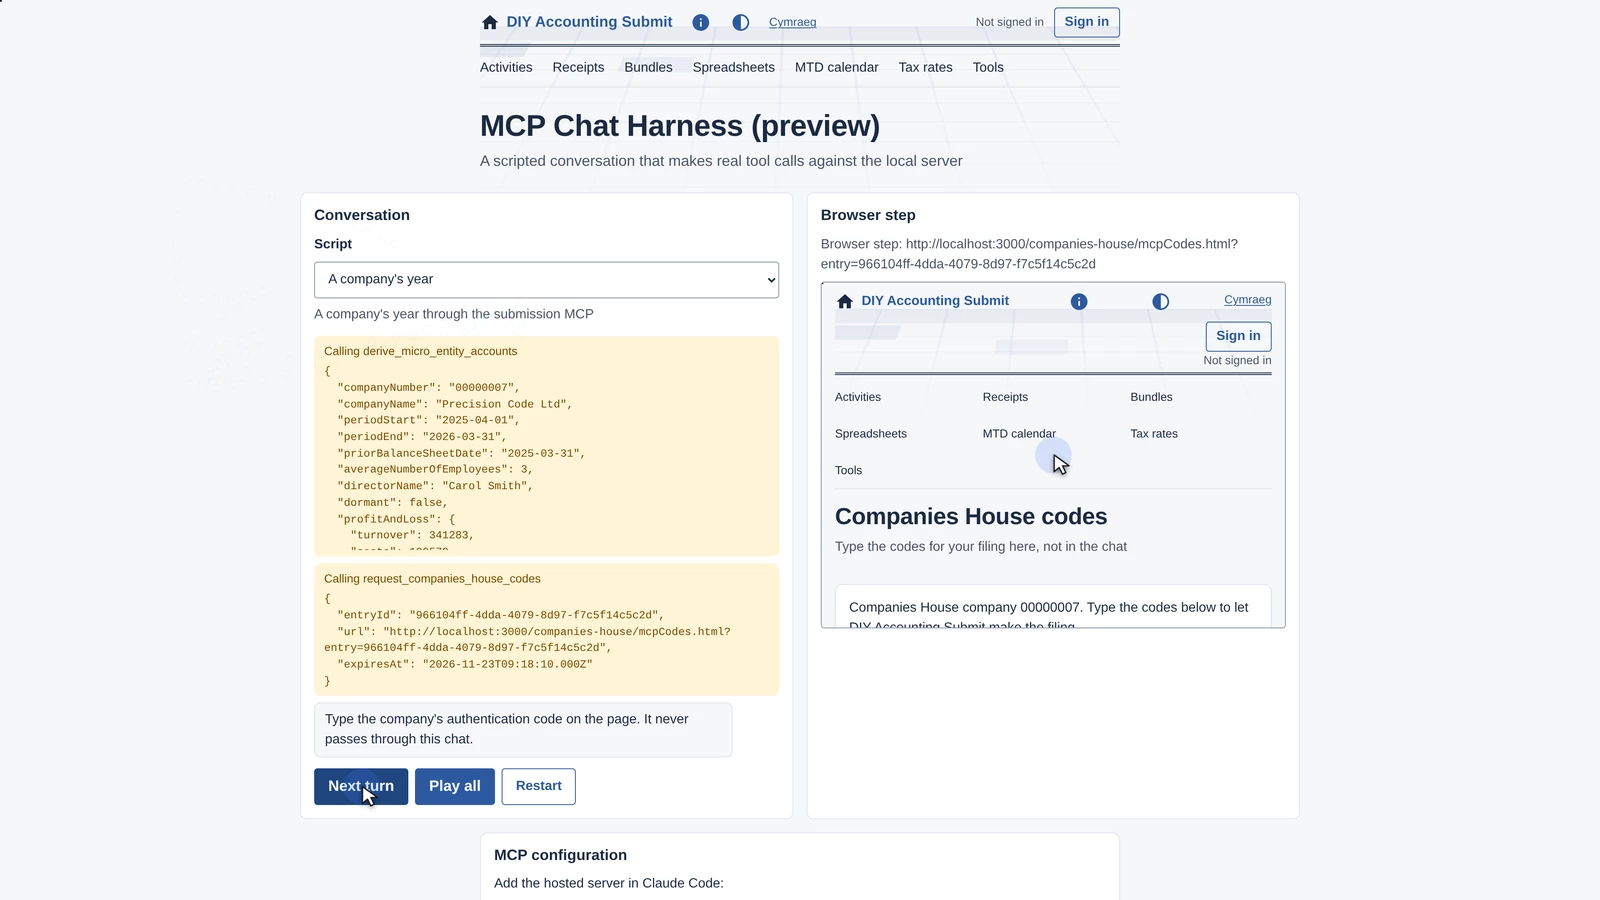 DIY Accounting Submit
Cymraeg
Not signed in
Sign in
Activities
Receipts
Bundles
Spreadsheets
MTD calendar
Tax rates
Tools
MCP Chat Harness (preview)
A scripted conversation that makes real tool calls against the local server
Conversation
Script
A company's year
A company's year through the submission MCP
Calling derive_micro_entity_accounts
{
"companyNumber": "00000007",
"companyName": "Precision Code Ltd",
"periodStart": "2025-04-01",
"periodEnd": "2026-03-31",
"priorBalanceSheetDate": "2025-03-31",
"averageNumberOfEmployees": 3,
"directorName": "Carol Smith",
"dormant": false,
"profitAndLoss": {
"turnover": 341283,
Calling request_companies_house_codes
{
"entryId": "966104ff-4dda-4079-8d97-f7c5f14c5c2d",
"url": "http://localhost:3000/companies-house/mcpCodes.html?
entry=966104ff-4dda-4079-8d97-f7c5f14c5c2d",
"expiresAt": "2026-11-23T09:18:10.000Z"
}
Type the company's authentication code on the page. It never
passes through this chat.
Next turn
Play all
Restart
Browser step
Browser step: http://localhost:3000/companies-house/mcpCodes.html?
entry=966104ff-4dda-4079-8d97-f7c5f14c5c2d
DIY Accounting Submit
Cymraeg
Sign in
Not signed in
Activities
Receipts
Bundles
Spreadsheets
MTD calendar
Tax rates
Tools
Companies House codes
Type the codes for your filing here, not in the chat
Companies House company 00000007. Type the codes below to let
DIY Accounting Submit make the filing.
MCP configuration
Add the hosted server in Claude Code: